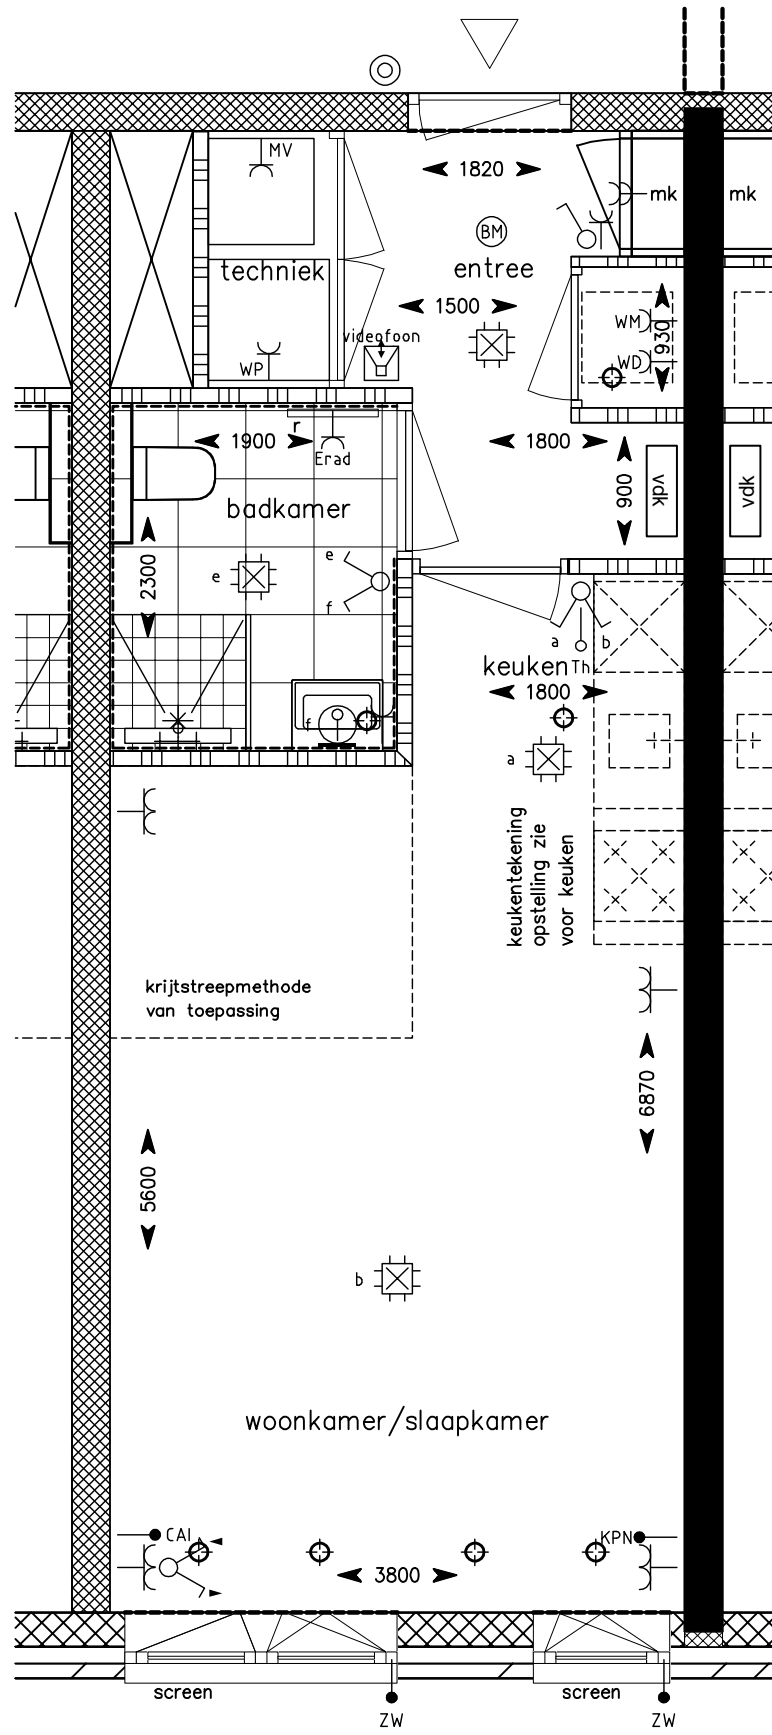 MV
1820
mk
mk
BM
techniek
entree
1500
videofoon
WM
930
WD
WP
r
1900
Erad
1800
900
vdk
vdk
badkamer
2300
e
e
f
a
b
keuken
Th
1800
f
a
keukentekening
opstelling zie
voor keuken
krijtstreepmethode
van toepassing
6870
5600
b
woonkamer/slaapkamer
CAI
KPN
3800
screen
screen
ZW
ZW